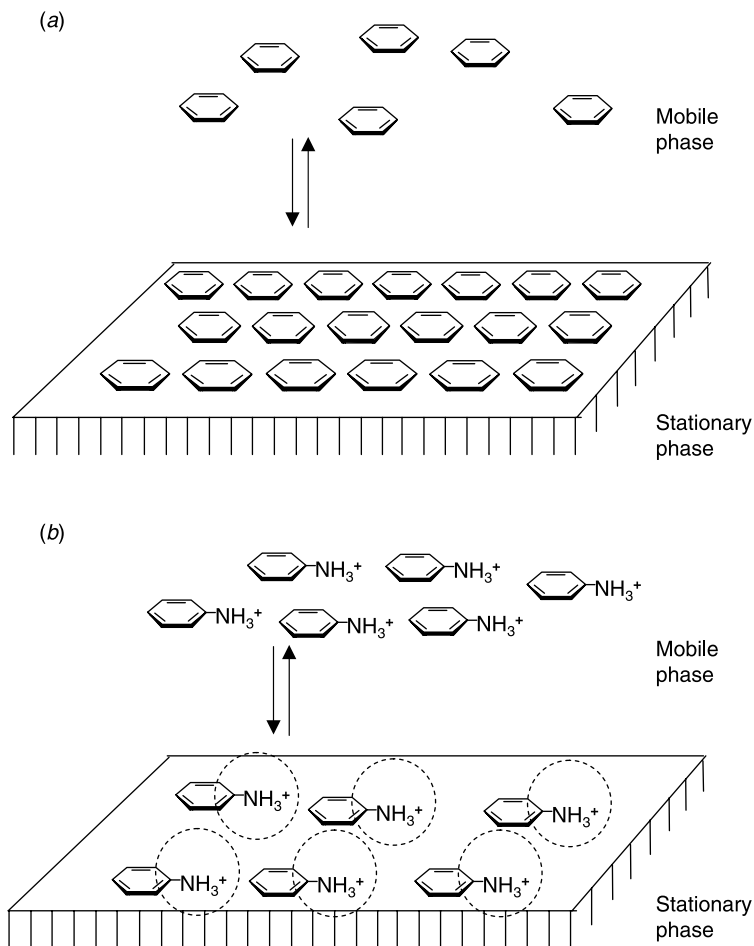 (a)
Mobile
phase
Stationary
phase
(b)
NH₃⁺
NH₃⁺
NH₃⁺
NH₃⁺
NH₃⁺
NH₃⁺
Mobile
phase
NH₃⁺
NH₃⁺
NH₃⁺
NH₃⁺
NH₃⁺
NH₃⁺
Stationary
phase